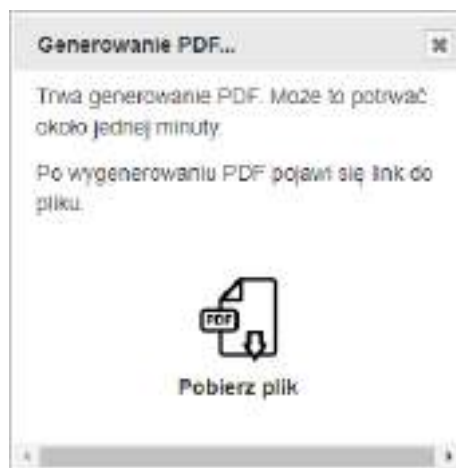 Generowanie PDF...
Trwa generowanie PDF. Może to potrwać
około jednej minuty.
Po wygenerowaniu PDF pojawi się link do
pliku.
PDF
Pobierz plik